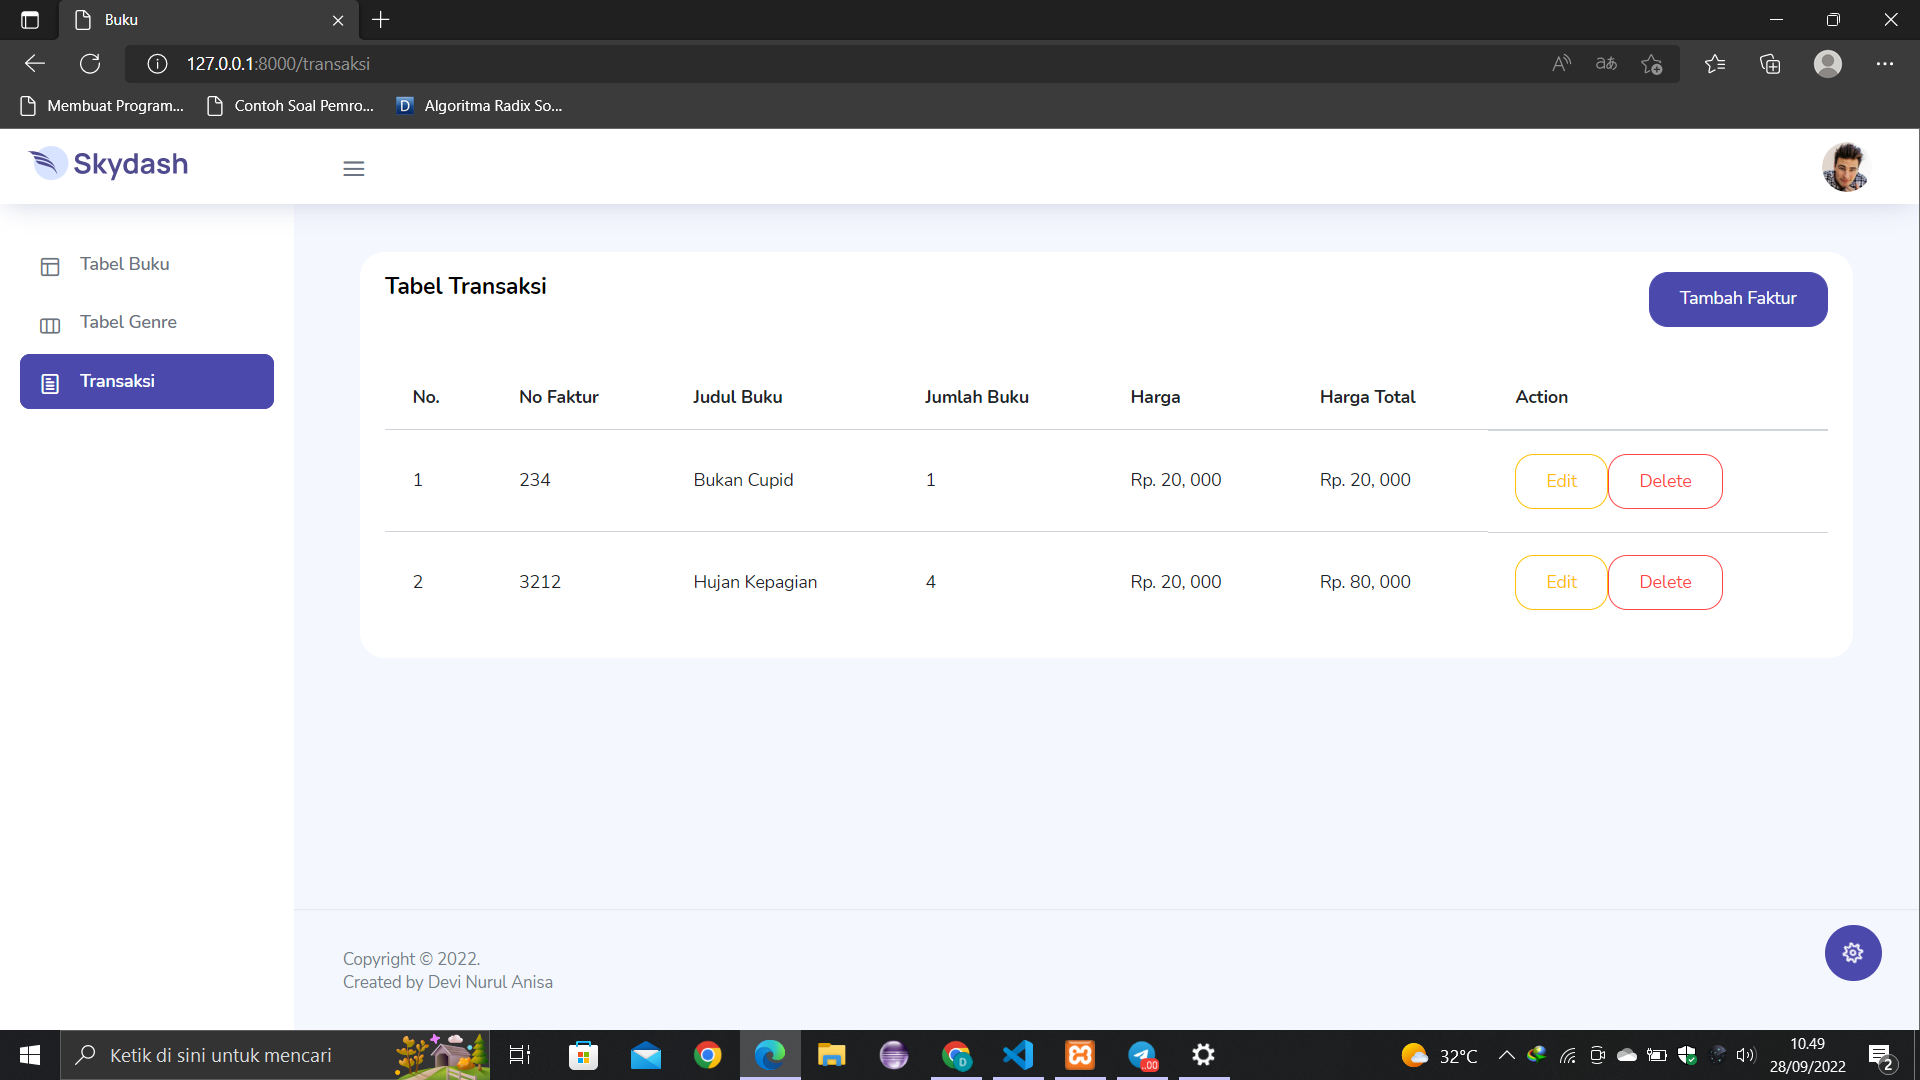 Buku
127.0.0.1:8000/transaksi
Membuat Program... Contoh Soal Pemro... D Algoritma Radix So...
Skydash
Tabel Buku
Tabel Genre
Transaksi
Tabel Transaksi
Tambah Faktur
No. No Faktur Judul Buku Jumlah Buku Harga Harga Total Action
1 234 Bukan Cupid 1 Rp. 20, 000 Rp. 20, 000 Edit Delete
2 3212 Hujan Kepagian 4 Rp. 20, 000 Rp. 80, 000 Edit Delete
Copyright © 2022.
Created by Devi Nurul Anisa
Ketik di sini untuk mencari
32°C
10.49
28/09/2022
2